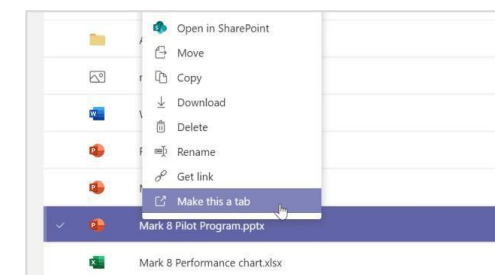 Open in SharePoint
Move
Copy
Download
Delete
Rename
Get link
Make this a tab
Mark 8 Pilot Program.pptx
Mark 8 Performance chart.xlsx